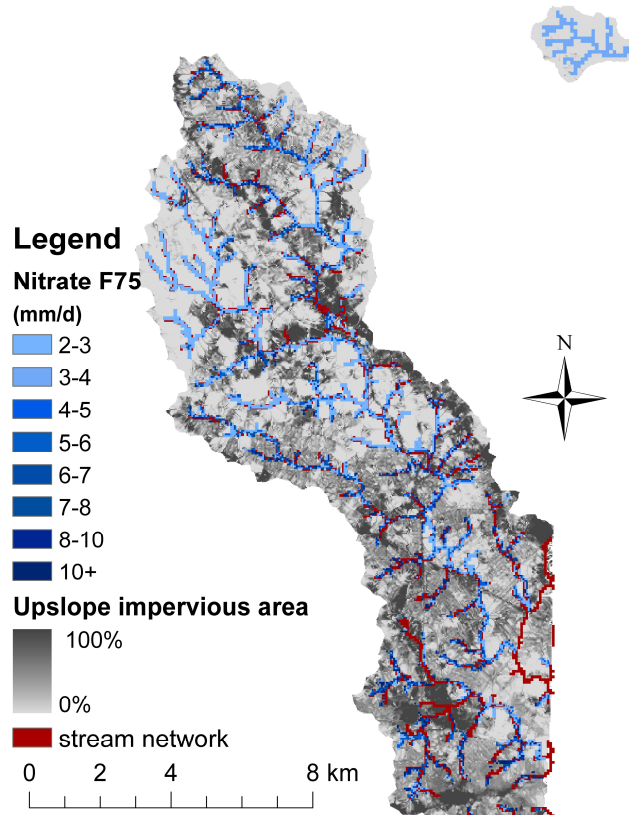 N
Legend
Nitrate F75
(mm/d)
2-3
3-4
4-5
5-6
6-7
7-8
8-10
10+
Upslope impervious area
100%
0%
stream network
0 2 4 8 km